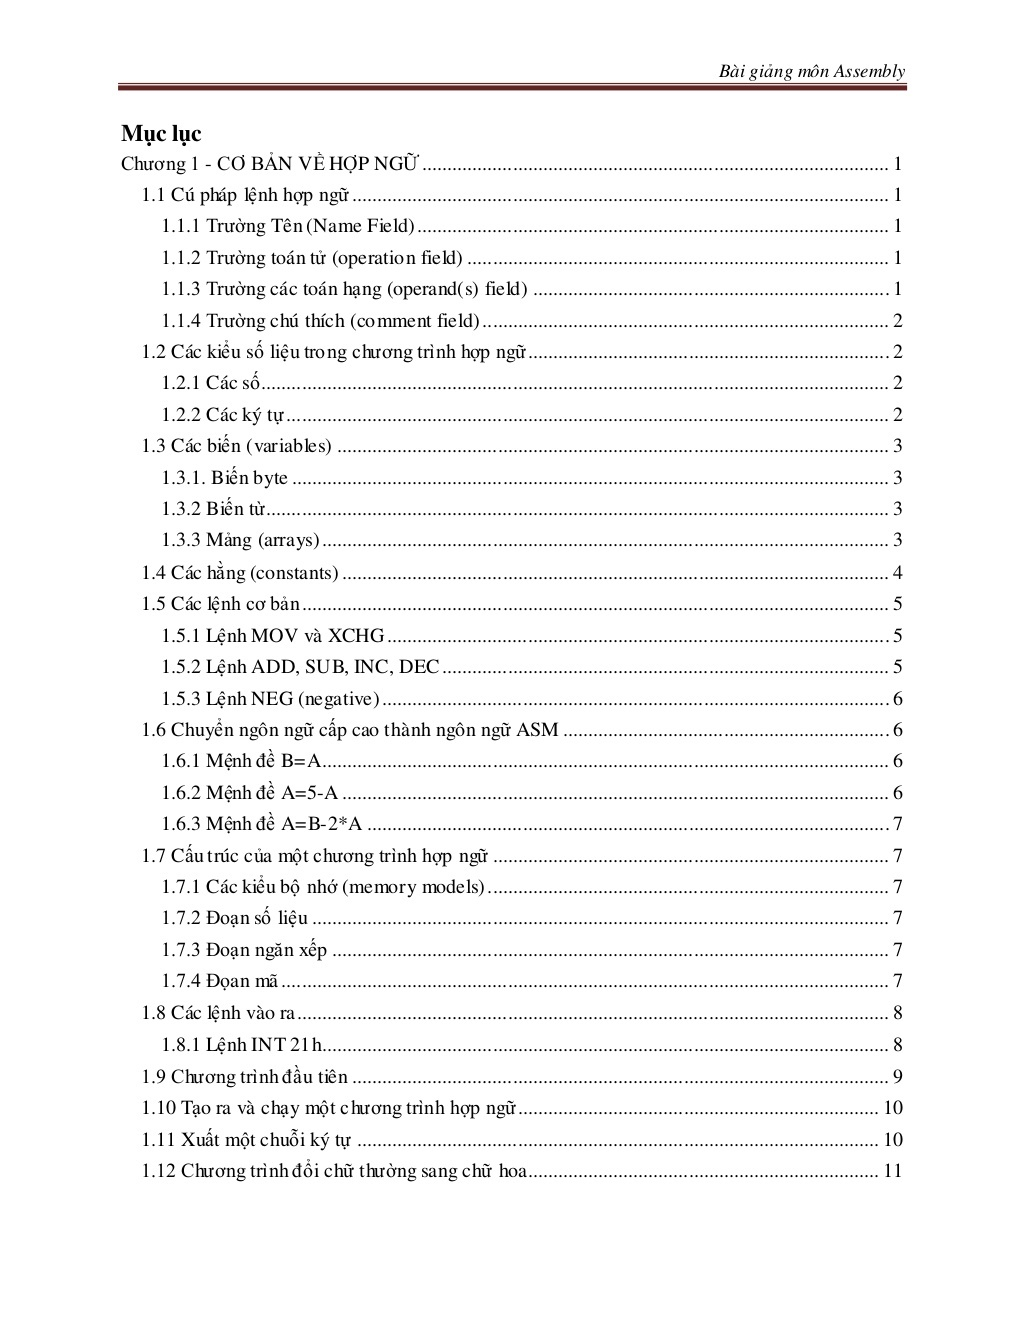 Bài giảng môn Assembly
Mục lục
Chương 1 - CƠ BẢN VỀ HỢP NGỮ ........ 1
1.1 Cú pháp lệnh hợp ngữ ........ 1
1.1.1 Trường Tên (Name Field) ........ 1
1.1.2 Trường toán tử (operation field) ........ 1
1.1.3 Trường các toán hạng (operand(s) field) ........ 1
1.1.4 Trường chú thích (comment field) ........ 2
1.2 Các kiểu số liệu trong chương trình hợp ngữ ........ 2
1.2.1 Các số ........ 2
1.2.2 Các ký tự ........ 2
1.3 Các biến (variables) ........ 3
1.3.1. Biến byte ........ 3
1.3.2 Biến từ ........ 3
1.3.3 Mảng (arrays) ........ 3
1.4 Các hằng (constants) ........ 4
1.5 Các lệnh cơ bản ........ 5
1.5.1 Lệnh MOV và XCHG ........ 5
1.5.2 Lệnh ADD, SUB, INC, DEC ........ 5
1.5.3 Lệnh NEG (negative) ........ 6
1.6 Chuyển ngôn ngữ cấp cao thành ngôn ngữ ASM ........ 6
1.6.1 Mệnh đề B=A ........ 6
1.6.2 Mệnh đề A=5-A ........ 6
1.6.3 Mệnh đề A=B-2*A ........ 7
1.7 Cấu trúc của một chương trình hợp ngữ ........ 7
1.7.1 Các kiểu bộ nhớ (memory models) ........ 7
1.7.2 Đoạn số liệu ........ 7
1.7.3 Đoạn ngăn xếp ........ 7
1.7.4 Đọan mã ........ 7
1.8 Các lệnh vào ra ........ 8
1.8.1 Lệnh INT 21h ........ 8
1.9 Chương trình đầu tiên ........ 9
1.10 Tạo ra và chạy một chương trình hợp ngữ ........ 10
1.11 Xuất một chuỗi ký tự ........ 10
1.12 Chương trình đổi chữ thường sang chữ hoa ........ 11